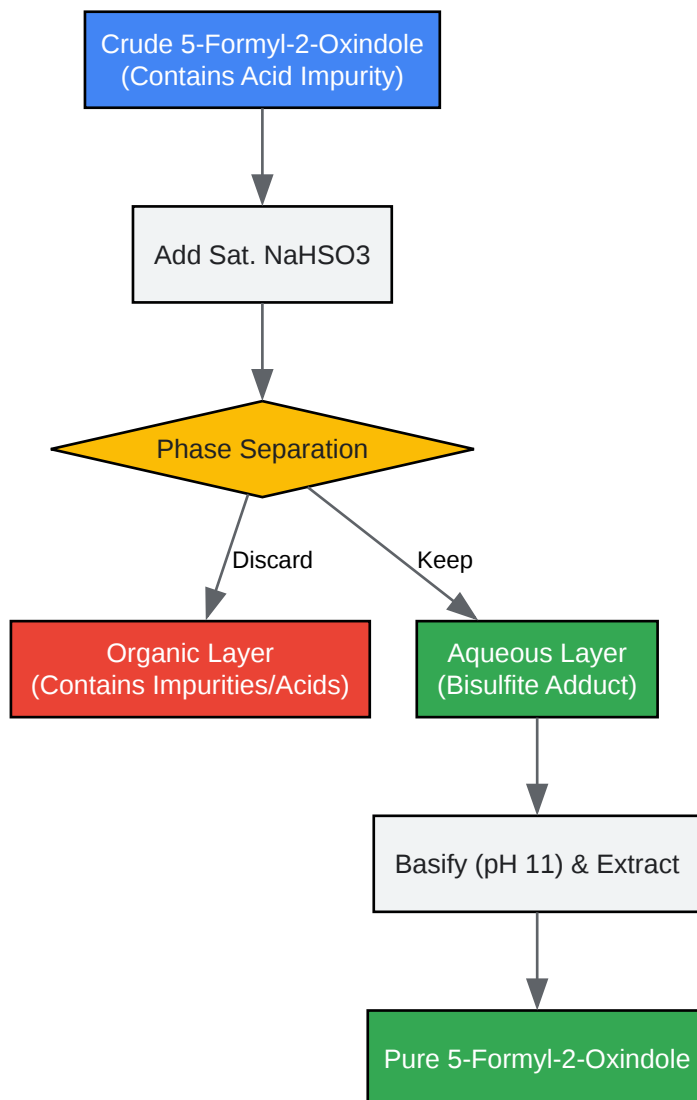 Crude 5-Formyl-2-Oxindole
(Contains Acid Impurity)
Add Sat. NaHSO3
Phase Separation
Discard
Keep
Organic Layer
(Contains Impurities/Acids)
Aqueous Layer
(Bisulfite Adduct)
Basify (pH 11) & Extract
Pure 5-Formyl-2-Oxindole